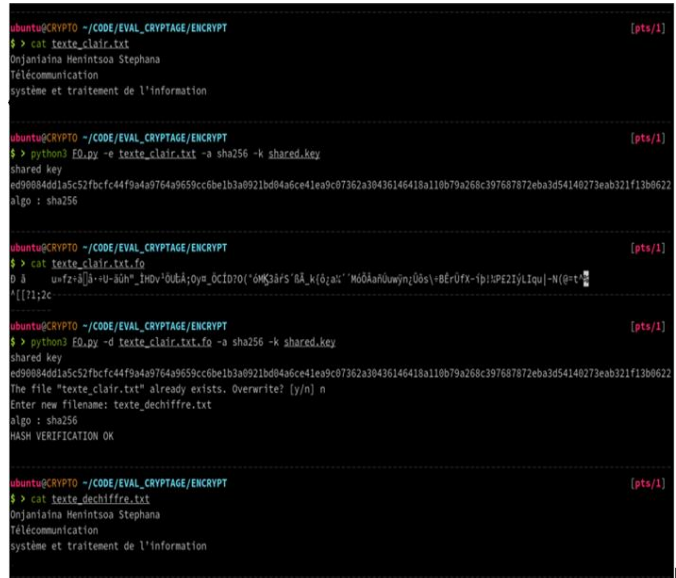 ubuntu@CRYPTO ~/CODE/EVAL_CRYPTAGE/ENCRYPT [pts/1]
$ > cat texte_clair.txt
Onjaniaina Henintsoa Stephana
Télécommunication
système et traitement de l'information
ubuntu@CRYPTO ~/CODE/EVAL_CRYPTAGE/ENCRYPT [pts/1]
$ > python3 FO.py -e texte_clair.txt -a sha256 -k shared.key
shared key
ed90084dd1a5c52fbcfc44f9a4a9764a9659cc6be1b3a0921bd04a6ce41ea9c07362a30436146418a110b79a268c397687872eba3d54140273eab321f13b0622
algo : sha256
ubuntu@CRYPTO ~/CODE/EVAL_CRYPTAGE/ENCRYPT [pts/1]
$ > cat texte_clair.txt.fo
^[[?1;2c
ubuntu@CRYPTO ~/CODE/EVAL_CRYPTAGE/ENCRYPT [pts/1]
$ > python3 FO.py -d texte_clair.txt.fo -a sha256 -k shared.key
shared key
ed90084dd1a5c52fbcfc44f9a4a9764a9659cc6be1b3a0921bd04a6ce41ea9c07362a30436146418a110b79a268c397687872eba3d54140273eab321f13b0622
The file "texte_clair.txt" already exists. Overwrite? [y/n] n
Enter new filename: texte_dechiffre.txt
algo : sha256
HASH VERIFICATION OK
ubuntu@CRYPTO ~/CODE/EVAL_CRYPTAGE/ENCRYPT [pts/1]
$ > cat texte_dechiffre.txt
Onjaniaina Henintsoa Stephana
Télécommunication
système et traitement de l'information